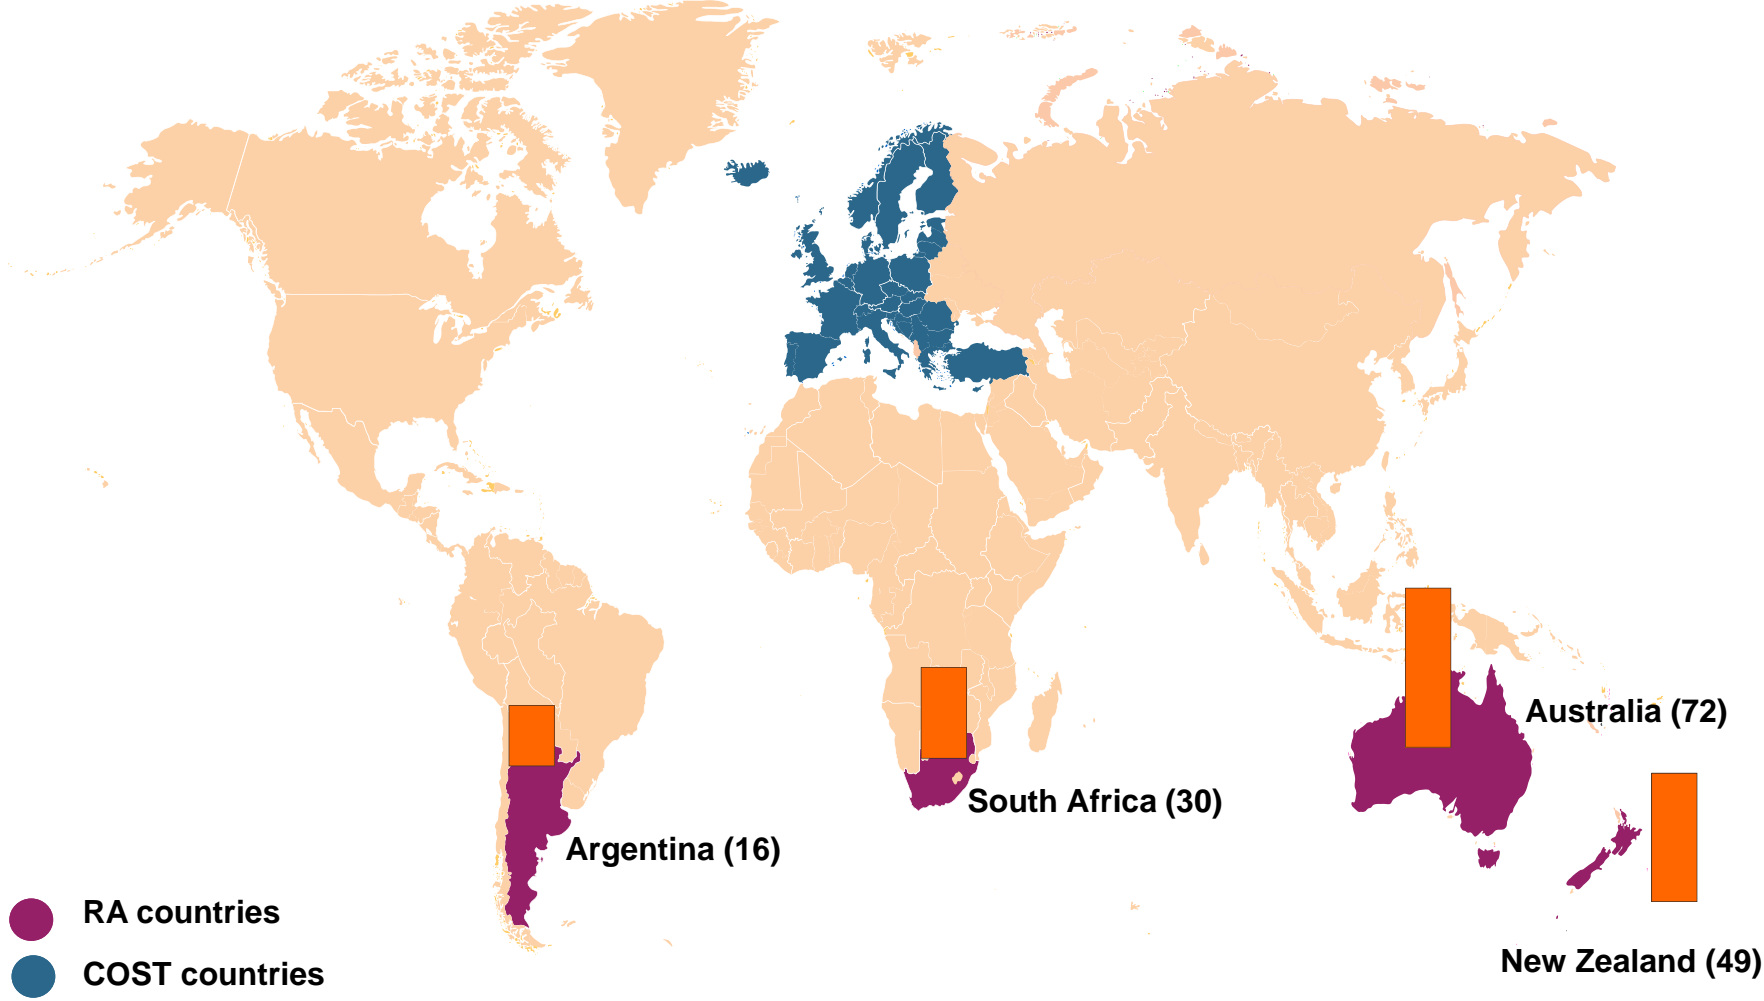 Australia (72)
South Africa (30)
Argentina (16)
RA countries
New Zealand (49)
COST countries